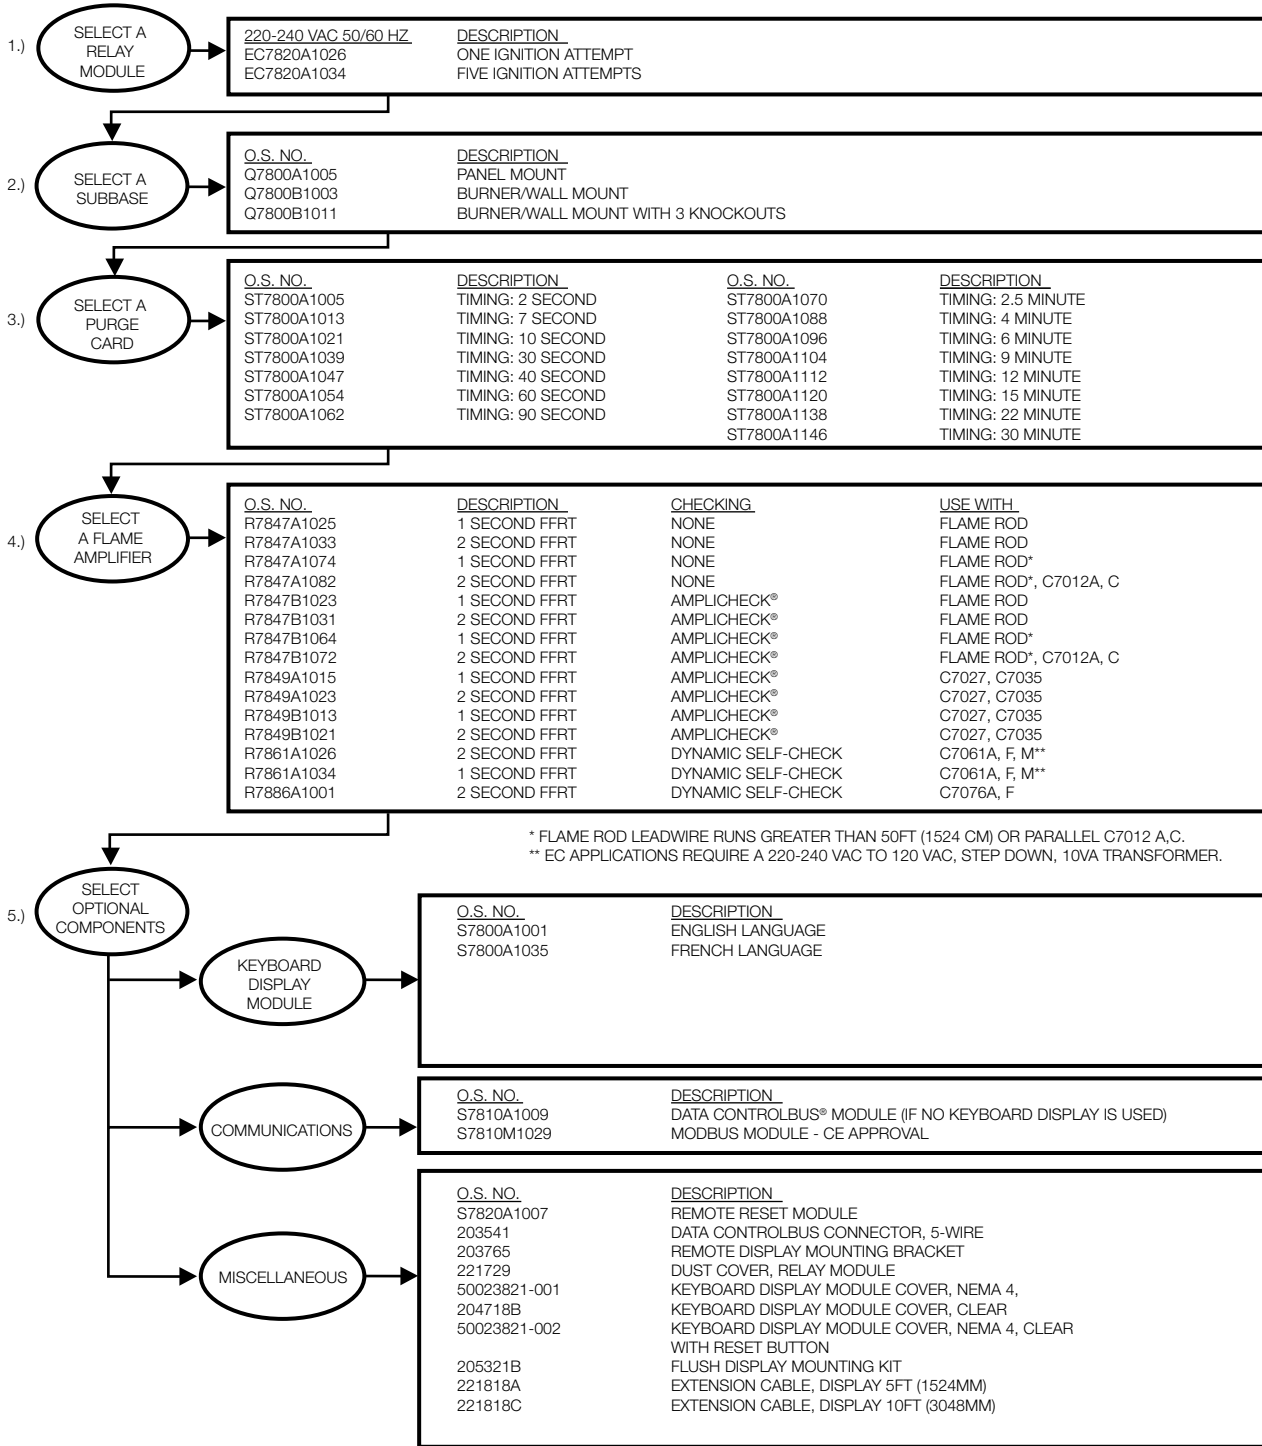 1.)
SELECT A
RELAY
MODULE
220-240 VAC 50/60 HZ DESCRIPTION
EC7820A1026 ONE IGNITION ATTEMPT
EC7820A1034 FIVE IGNITION ATTEMPTS
2.)
SELECT A
SUBBASE
O.S. NO. DESCRIPTION
Q7800A1005 PANEL MOUNT
Q7800B1003 BURNER/WALL MOUNT
Q7800B1011 BURNER/WALL MOUNT WITH 3 KNOCKOUTS
3.)
SELECT A
PURGE
CARD
O.S. NO. DESCRIPTION O.S. NO. DESCRIPTION
ST7800A1005 TIMING: 2 SECOND ST7800A1070 TIMING: 2.5 MINUTE
ST7800A1013 TIMING: 7 SECOND ST7800A1088 TIMING: 4 MINUTE
ST7800A1021 TIMING: 10 SECOND ST7800A1096 TIMING: 6 MINUTE
ST7800A1039 TIMING: 30 SECOND ST7800A1104 TIMING: 9 MINUTE
ST7800A1047 TIMING: 40 SECOND ST7800A1112 TIMING: 12 MINUTE
ST7800A1054 TIMING: 60 SECOND ST7800A1120 TIMING: 15 MINUTE
ST7800A1062 TIMING: 90 SECOND ST7800A1138 TIMING: 22 MINUTE
ST7800A1146 TIMING: 30 MINUTE
4.)
SELECT
A FLAME
AMPLIFIER
O.S. NO. DESCRIPTION CHECKING USE WITH
R7847A1025 1 SECOND FFRT NONE FLAME ROD
R7847A1033 2 SECOND FFRT NONE FLAME ROD
R7847A1074 1 SECOND FFRT NONE FLAME ROD*
R7847A1082 2 SECOND FFRT NONE FLAME ROD*, C7012A, C
R7847B1023 1 SECOND FFRT AMPLICHECK® FLAME ROD
R7847B1031 2 SECOND FFRT AMPLICHECK® FLAME ROD
R7847B1064 1 SECOND FFRT AMPLICHECK® FLAME ROD*
R7847B1072 2 SECOND FFRT AMPLICHECK® FLAME ROD*, C7012A, C
R7849A1015 1 SECOND FFRT AMPLICHECK® C7027, C7035
R7849A1023 2 SECOND FFRT AMPLICHECK® C7027, C7035
R7849B1013 1 SECOND FFRT AMPLICHECK® C7027, C7035
R7849B1021 2 SECOND FFRT AMPLICHECK® C7027, C7035
R7861A1026 2 SECOND FFRT DYNAMIC SELF-CHECK C7061A, F, M**
R7861A1034 1 SECOND FFRT DYNAMIC SELF-CHECK C7061A, F, M**
R7886A1001 2 SECOND FFRT DYNAMIC SELF-CHECK C7076A, F
* FLAME ROD LEADWIRE RUNS GREATER THAN 50FT (1524 CM) OR PARALLEL C7012 A,C.
** EC APPLICATIONS REQUIRE A 220-240 VAC TO 120 VAC, STEP DOWN, 10VA TRANSFORMER.
5.)
SELECT
OPTIONAL
COMPONENTS
KEYBOARD
DISPLAY
MODULE
O.S. NO. DESCRIPTION
S7800A1001 ENGLISH LANGUAGE
S7800A1035 FRENCH LANGUAGE
COMMUNICATIONS
O.S. NO. DESCRIPTION
S7810A1009 DATA CONTROLBUS® MODULE (IF NO KEYBOARD DISPLAY IS USED)
S7810M1029 MODBUS MODULE - CE APPROVAL
MISCELLANEOUS
O.S. NO. DESCRIPTION
S7820A1007 REMOTE RESET MODULE
203541 DATA CONTROLBUS CONNECTOR, 5-WIRE
203765 REMOTE DISPLAY MOUNTING BRACKET
221729 DUST COVER, RELAY MODULE
50023821-001 KEYBOARD DISPLAY MODULE COVER, NEMA 4,
204718B KEYBOARD DISPLAY MODULE COVER, CLEAR
50023821-002 KEYBOARD DISPLAY MODULE COVER, NEMA 4, CLEAR
WITH RESET BUTTON
205321B FLUSH DISPLAY MOUNTING KIT
221818A EXTENSION CABLE, DISPLAY 5FT (1524MM)
221818C EXTENSION CABLE, DISPLAY 10FT (3048MM)